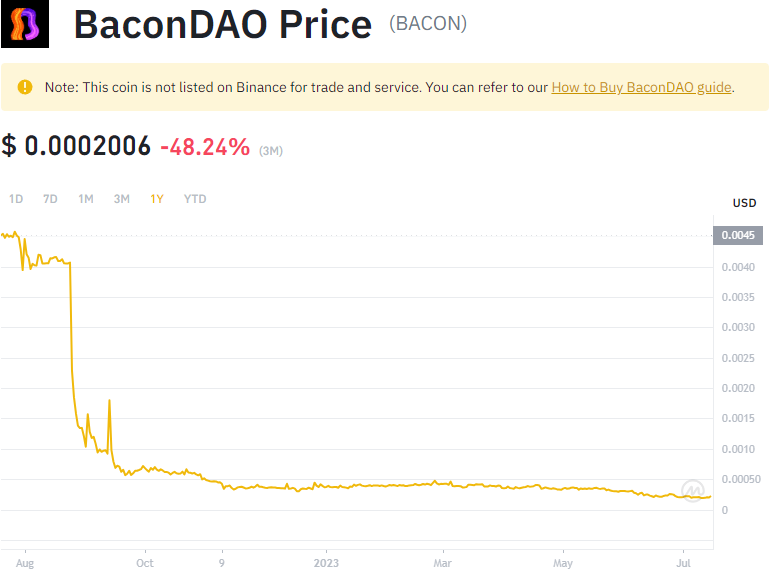 BaconDAO Price (BACON)
Note: This coin is not listed on Binance for trade and service. You can refer to our How to Buy BaconDAO guide.
$ 0.0002006 -48.24% (3M)
1D 7D 1M 3M 1Y YTD
USD
0.0045
0.0040
0.0035
0.0030
0.0025
0.0020
0.0015
0.0010
0.00050
0
Aug Oct 9 2023 Mar May Jul